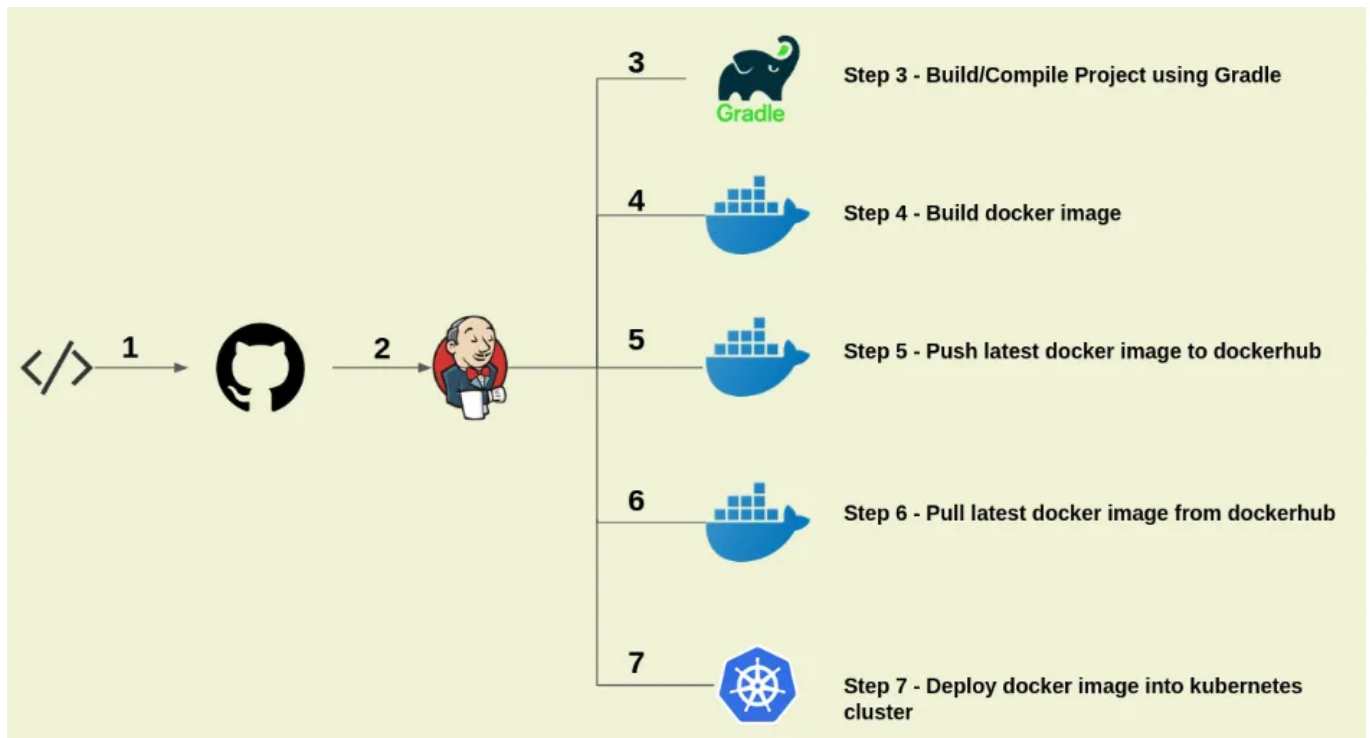 3
Gradle
Step 3 - Build/Compile Project using Gradle
4
Step 4 - Build docker image
1
2
5
Step 5 - Push latest docker image to dockerhub
6
Step 6 - Pull latest docker image from dockerhub
7
Step 7 - Deploy docker image into kubernetes
cluster